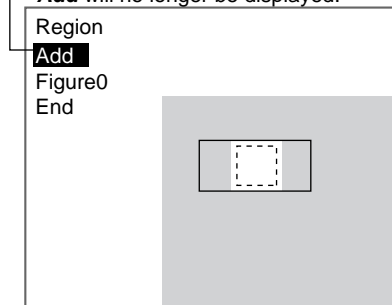 Add will no longer be displayed.
Region
Add
Figure0
End